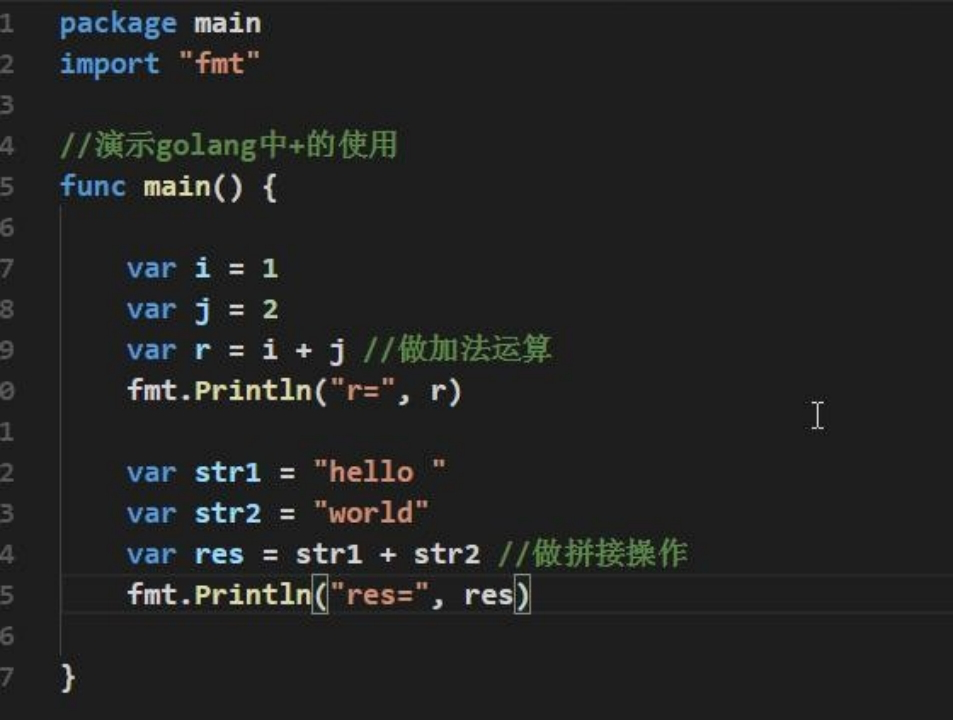 1 package main
2 import "fmt"
3
4 //演示golang中+的使用
5 func main() {
6
7 var i = 1
8 var j = 2
9 var r = i + j //做加法运算
0 fmt.Println("r=", r)
1
2 var str1 = "hello "
3 var str2 = "world"
4 var res = str1 + str2 //做拼接操作
5 fmt.Println("res=", res)
6
7 }